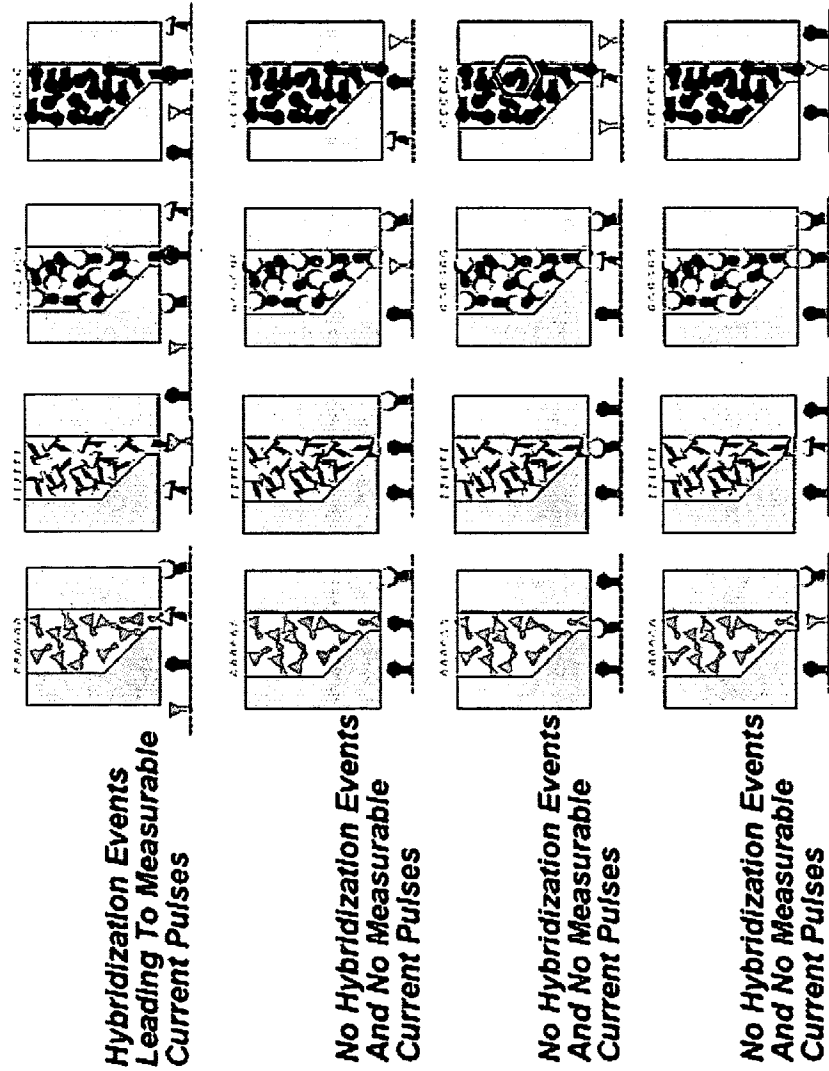 Hybridization Events
Leading To Measurable
Current Pulses
No Hybridization Events
And No Measurable
Current Pulses
No Hybridization Events
And No Measurable
Current Pulses
No Hybridization Events
And No Measurable
Current Pulses